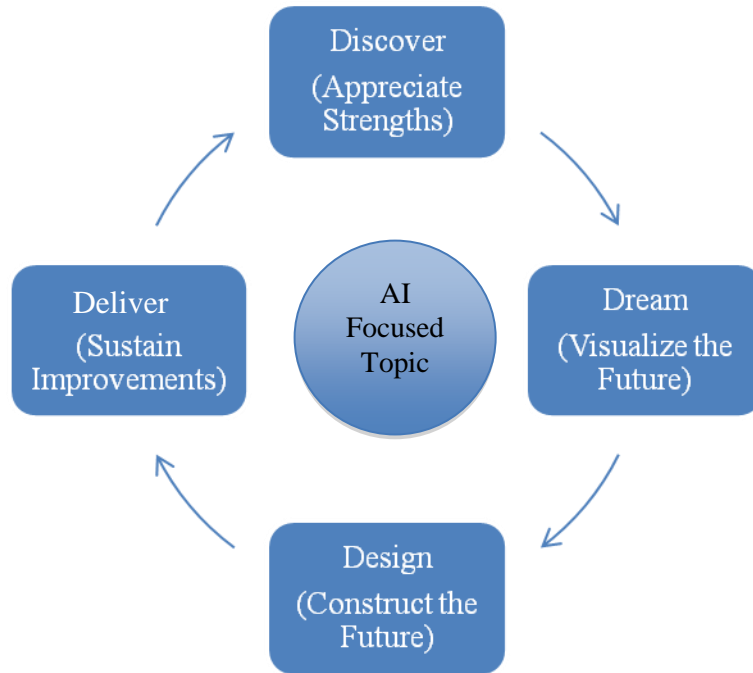 Discover
(Appreciate
Strengths)
Deliver
(Sustain
Improvements)
AI
Focused
Topic
Dream
(Visualize the
Future)
Design
(Construct the
Future)